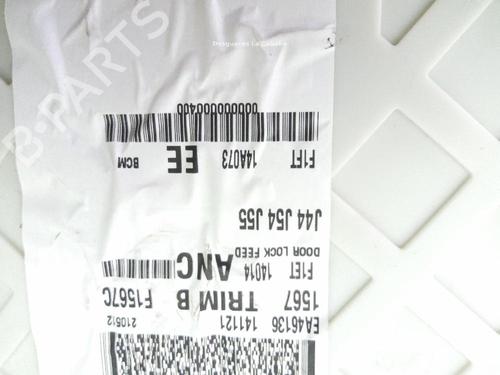 EA46136 141121 210512
1567 TRIM B F1567C
F1ET 14014 ANC
DOOR LOCK FEED
J44 J54 J55
F1FT 14A073 EE BCM
000000000000400
Desguaces La Cabaña
B-PARTS